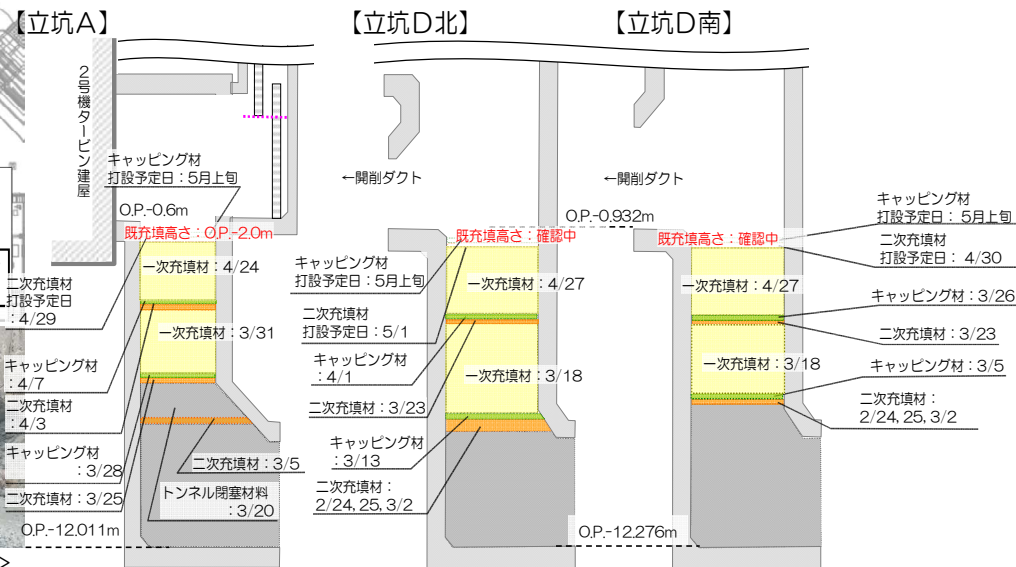 【立坑A】
【立坑D北】
【立坑D南】
2号機タービン建屋
キャッピング材
打設予定日：5月上旬
O.P.-0.6m
既充填高さ：O.P.-2.0m
一次充填材：4/24
二次充填材
打設予定日
：4/29
一次充填材：3/31
キャッピング材
：4/7
二次充填材
：4/3
キャッピング材
：3/28
二次充填材：3/25
二次充填材：3/5
トンネル閉塞材料
：3/20
O.P.-12.011m
←開削ダクト
O.P.-0.932m
既充填高さ：確認中
キャッピング材
打設予定日：5月上旬
一次充填材：4/27
二次充填材
打設予定日：5/1
キャッピング材
：4/1
一次充填材：3/18
二次充填材：3/23
キャッピング材
：3/13
二次充填材：
2/24, 25, 3/2
←開削ダクト
既充填高さ：確認中
キャッピング材
打設予定日：5月上旬
二次充填材
打設予定日： 4/30
一次充填材：4/27
キャッピング材：3/26
二次充填材：3/23
一次充填材：3/18
キャッピング材：3/5
二次充填材：
2/24, 25, 3/2
O.P.-12.276m
>